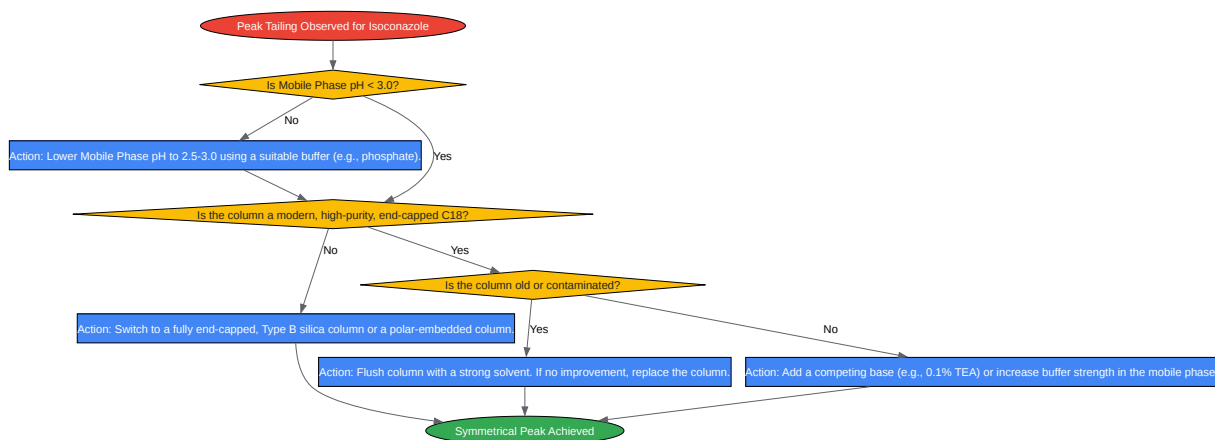 Peak Tailing Observed for Isoconazole
Is Mobile Phase pH < 3.0?
No
Action: Lower Mobile Phase pH to 2.5-3.0 using a suitable buffer (e.g., phosphate).
Yes
Is the column a modern, high-purity, end-capped C18?
No
Yes
Is the column old or contaminated?
Action: Switch to a fully end-capped, Type B silica column or a polar-embedded column.
Yes
No
Action: Flush column with a strong solvent. If no improvement, replace the column.
Action: Add a competing base (e.g., 0.1% TEA) or increase buffer strength in the mobile phase
Symmetrical Peak Achieved